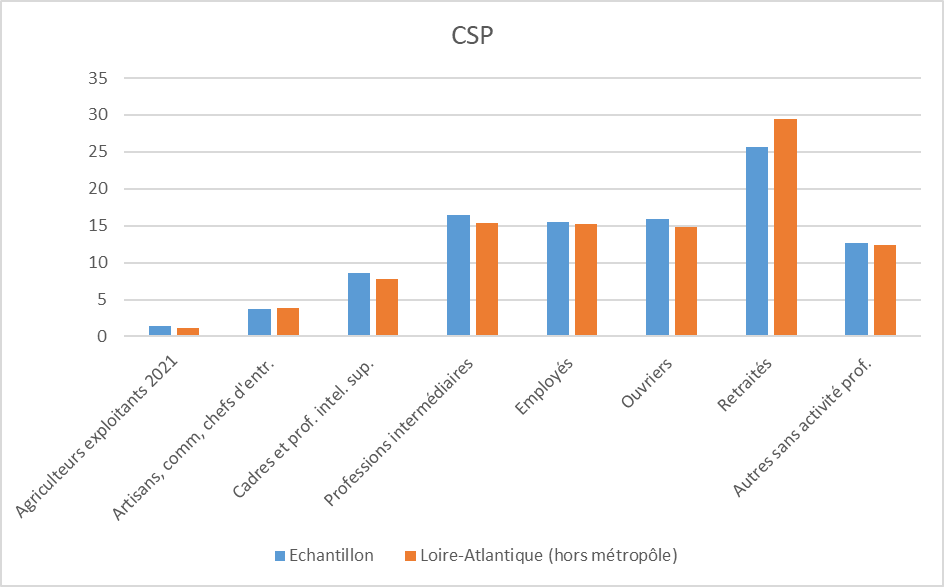 CSP
35
30
25
20
15
10
5
0
Agriculteurs exploitants 2021
Artisans, comm, chefs d'entr.
Cadres et prof. intel. sup.
Professions intermédiaires
Employés
Ouvriers
Retraités
Autres sans activité prof.
Echantillon
Loire-Atlantique (hors métropôle)